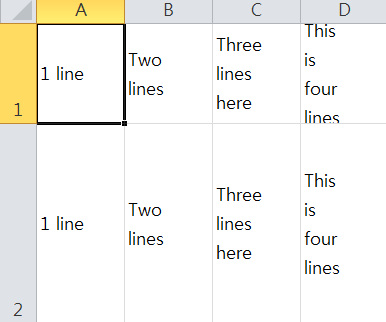 A B C D
1
1 line
Two
lines
Three
lines
here
This
is
four
lines
2
1 line
Two
lines
Three
lines
here
This
is
four
lines